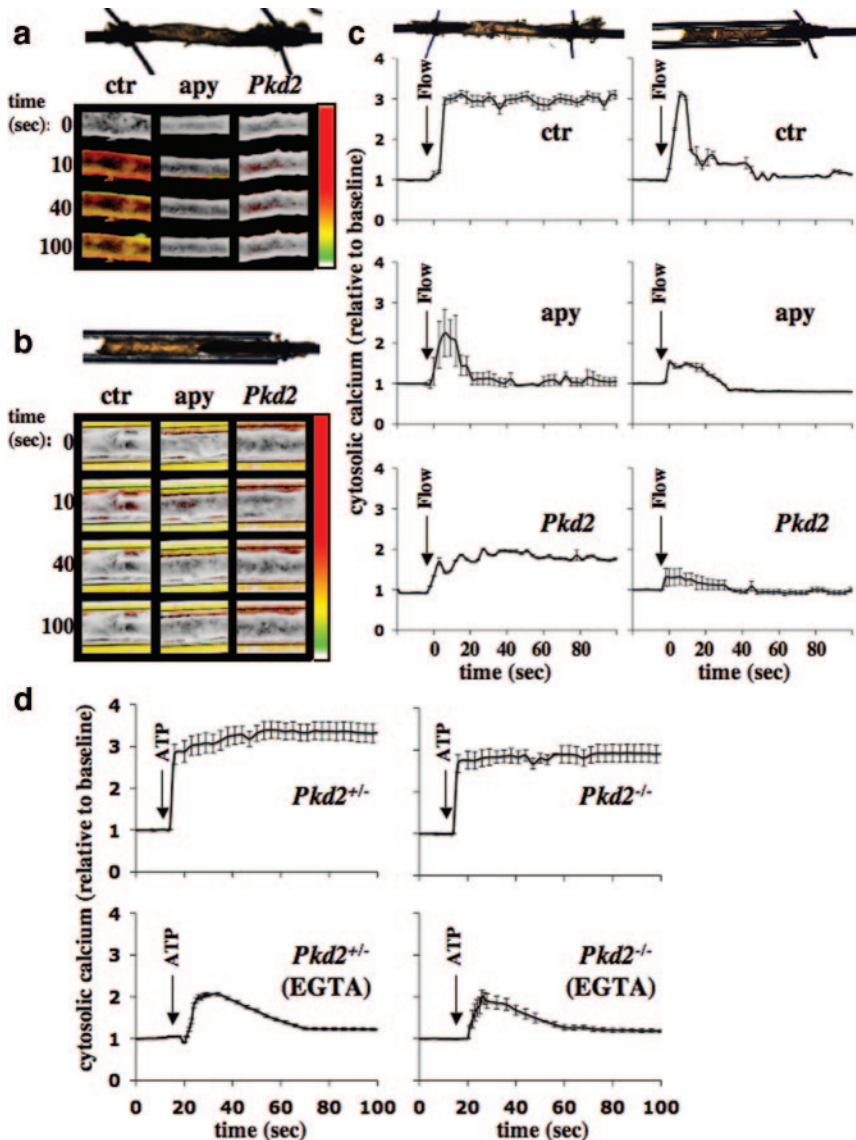 a
ctr apy Pkd2
time
(sec): 0
10
40
100
b
ctr apy Pkd2
time
(sec): 0
10
40
100
c
cytosolic calcium (relative to baseline)
4
3
2
1
0
Flow
ctr
Flow
ctr
4
3
2
1
0
Flow
apy
Flow
apy
4
3
2
1
0
Flow
Pkd2
Flow
Pkd2
0 20 40 60 80
0 20 40 60 80
time (sec)
time (sec)
d
cytosolic calcium (relative to baseline)
4
3
2
1
0
ATP
Pkd2+/-
ATP
Pkd2-/-
4
3
2
1
0
ATP
Pkd2+/-
(EGTA)
ATP
Pkd2-/-
(EGTA)
0 20 40 60 80 100
0 20 40 60 80 100
time (sec)
time (sec)